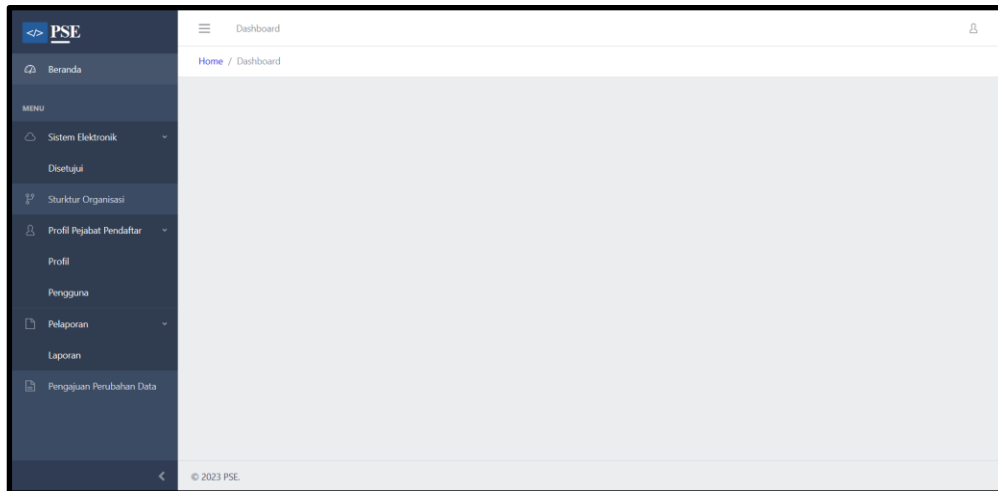 </> PSE
Dashboard
Home / Dashboard
Beranda
MENU
Sistem Elektronik
Disetujui
Sturktur Organisasi
Profil Pejabat Pendaftar
Profil
Pengguna
Pelaporan
Laporan
Pengajuan Perubahan Data
© 2023 PSE.